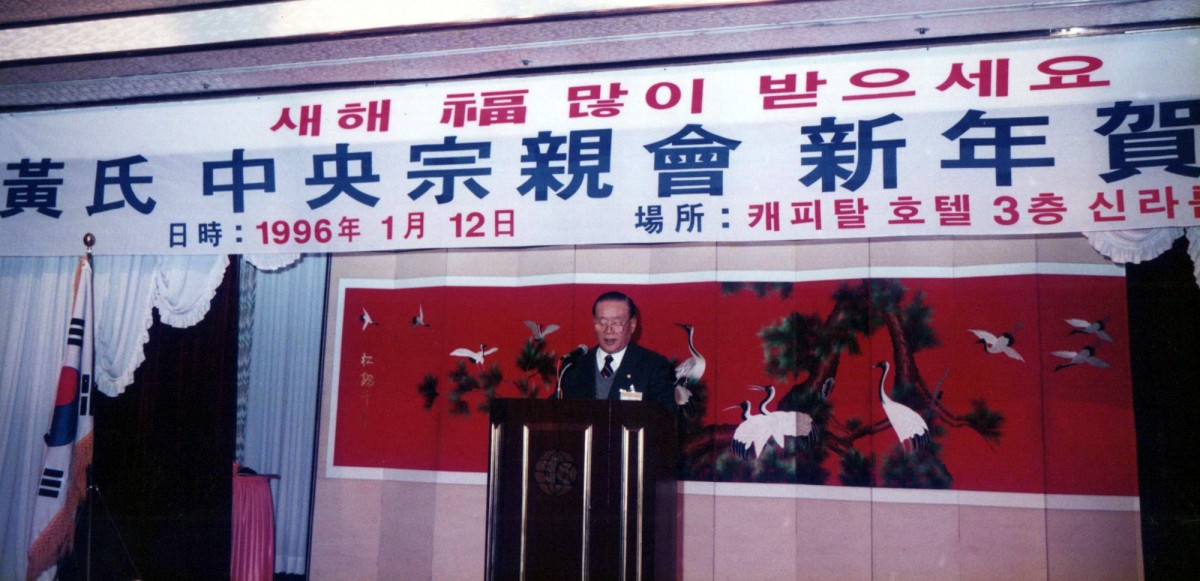 새해 福 많이 받으세요
黃氏 中央宗親會 新年賀
日時 : 1996年 1月 12日 場所 : 캐피탈 호텔 3층 신라